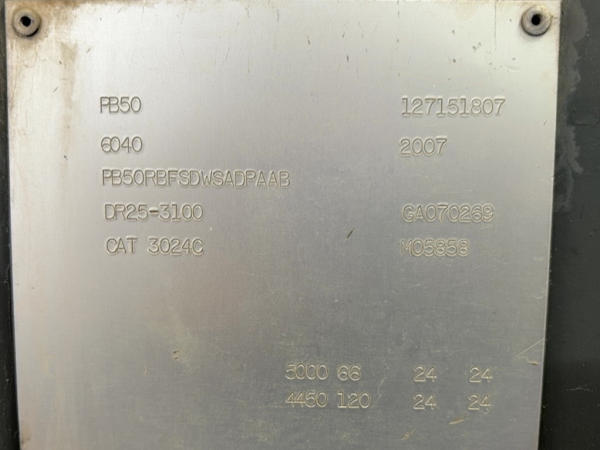 PB50 127151807
6040 2007
PB50RBFSDWSADPAAB
DR25-3100 GA070269
CAT 3024C M05858
5000 66 24 24
4450 120 24 24